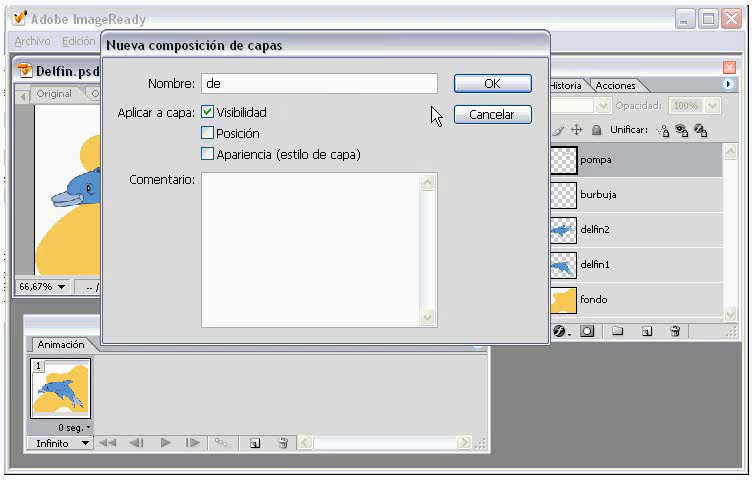 Adobe ImageReady
Archivo Edición
Nueva composición de capas
Delfin.psd
Original O
Nombre: de
OK
Aplicar a capa: Visibilidad
Cancelar
Posición
Apariencia (estilo de capa)
Comentario:
Historia Acciones
Opacidad: 100%
Unificar:
pompa
burbuja
delfin2
delfin1
fondo
66,67% -- /
Animación
1
0 seg.
Infinito